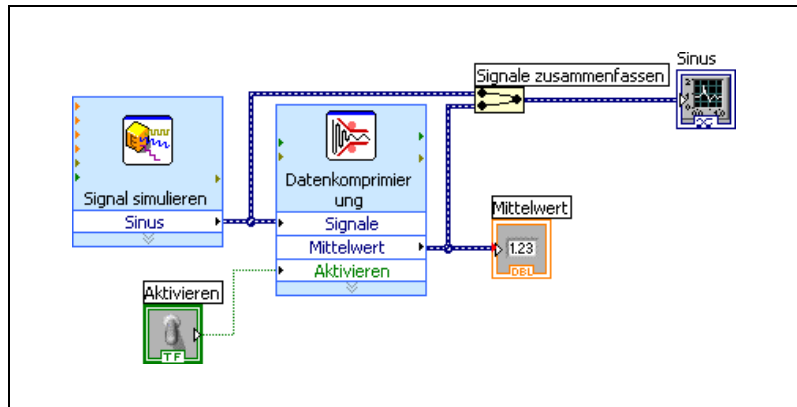 Sinus
Signale zusammenfassen
Signal simulieren
Sinus
Datenkomprimier
ung
Signale
Mittelwert
Aktivieren
Mittelwert
1.23
DBL
Aktivieren
TF